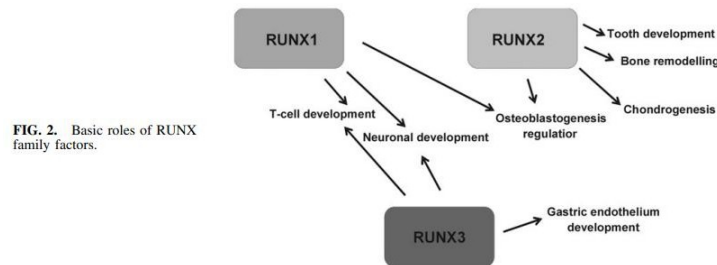 RUNX1
RUNX2
Tooth development
Bone remodelling
Chondrogenesis
T-cell development
Osteoblastogenesis
regulatior
Neuronal development
FIG. 2. Basic roles of RUNX
family factors.
Gastric endothelium
development
RUNX3